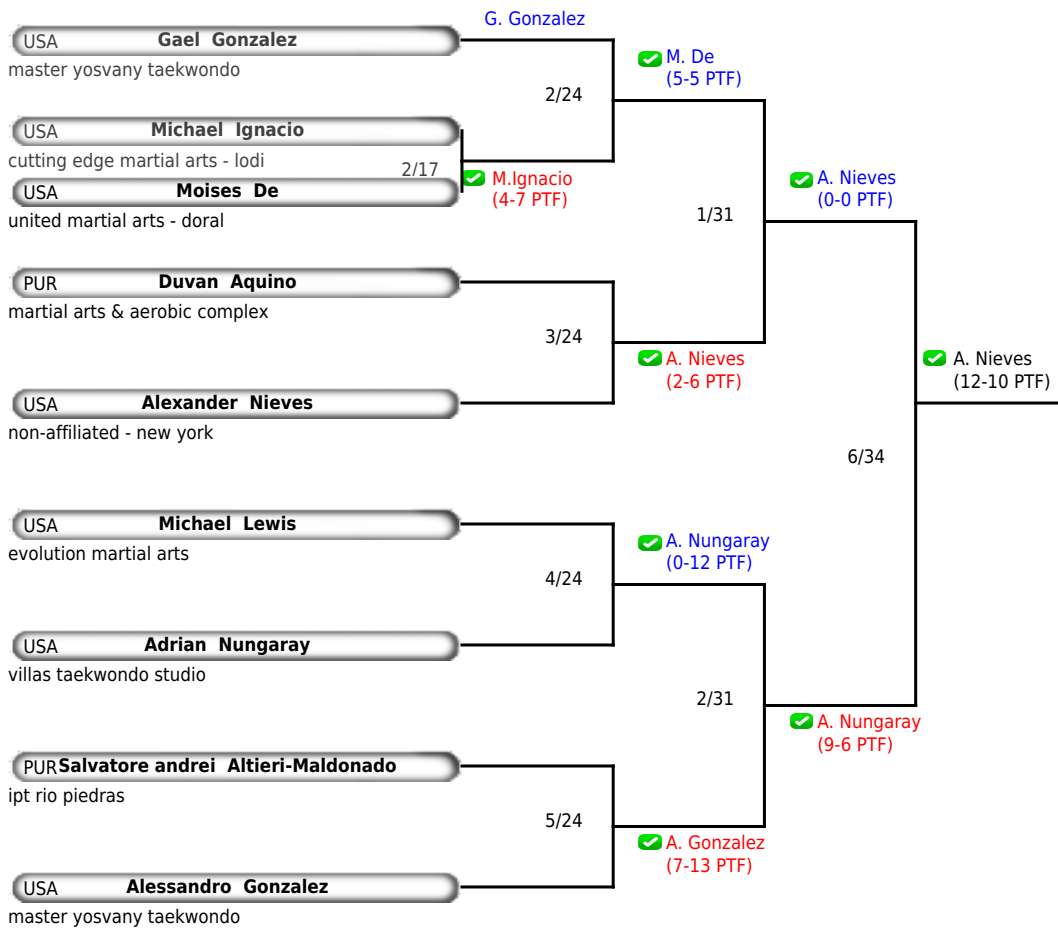 G. Gonzalez
USA Gael Gonzalez
master yosvany taekwondo
M. De
(5-5 PTF)
2/24
USA Michael Ignacio
cutting edge martial arts - lodi
2/17
M.Ignacio
(4-7 PTF)
USA Moises De
united martial arts - doral
A. Nieves
(0-0 PTF)
1/31
PUR Duvan Aquino
martial arts & aerobic complex
3/24
A. Nieves
(2-6 PTF)
A. Nieves
(12-10 PTF)
USA Alexander Nieves
non-affiliated - new york
6/34
USA Michael Lewis
evolution martial arts
A. Nungaray
(0-12 PTF)
4/24
USA Adrian Nungaray
villas taekwondo studio
2/31
A. Nungaray
(9-6 PTF)
PUR Salvatore andrei Altieri-Maldonado
ipt rio piedras
5/24
A. Gonzalez
(7-13 PTF)
USA Alessandro Gonzalez
master yosvany taekwondo